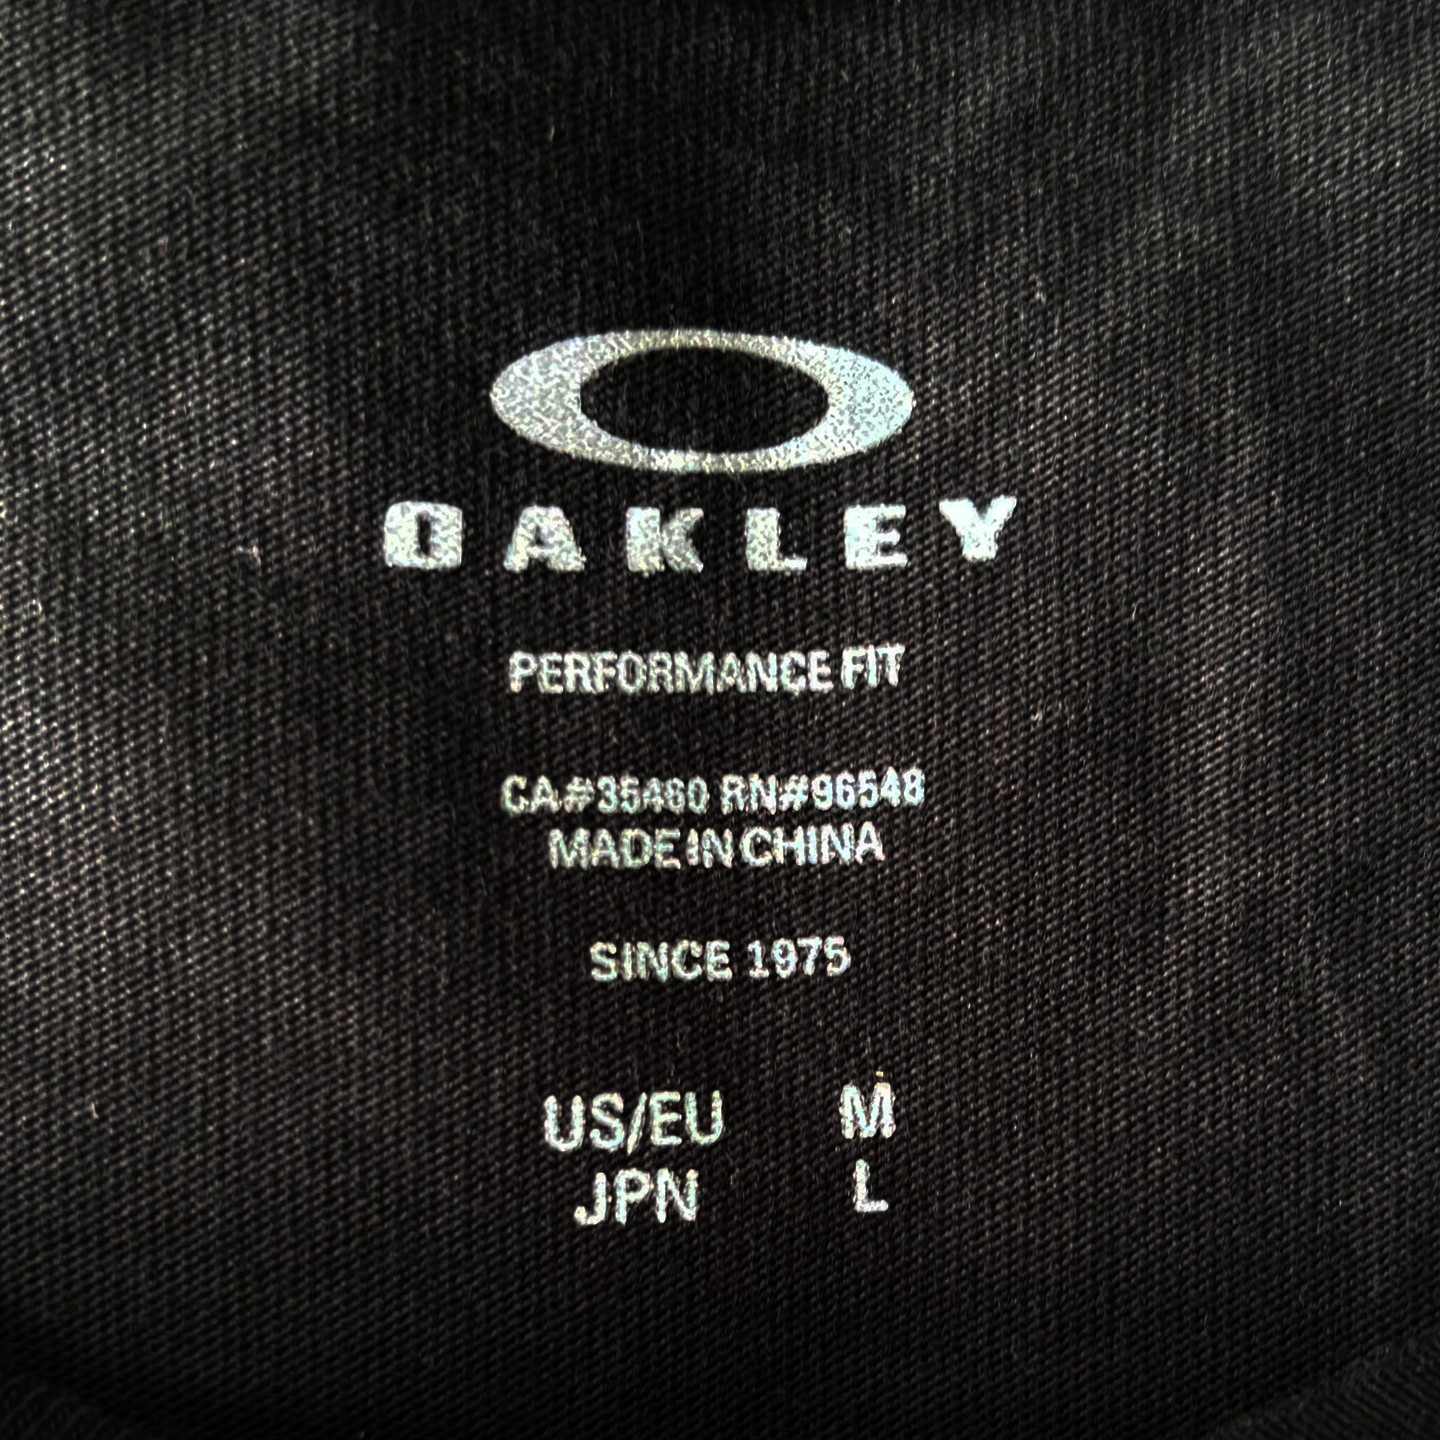 OAKLEY
PERFORMANCE FIT
CA#35460 RN#96548
MADE IN CHINA
SINCE 1975
US/EU M
JPN L